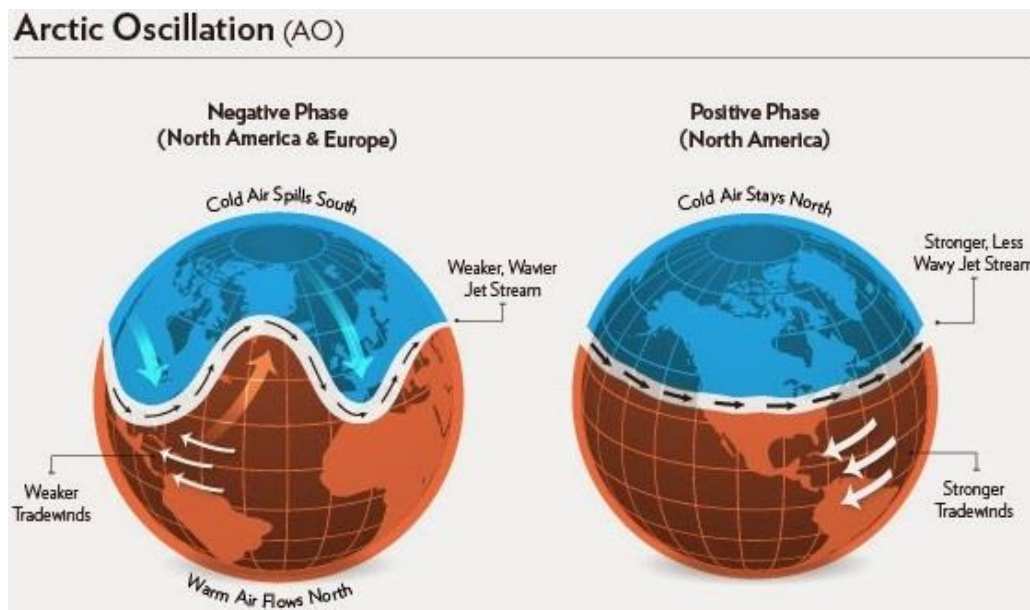 Arctic Oscillation (AO)
Negative Phase
(North America & Europe)
Cold Air Spills South
Weaker, Wavier
Jet Stream
Weaker
Tradewinds
Warm Air Flows North
Positive Phase
(North America)
Cold Air Stays North
Stronger, Less
Wavy Jet Stream
Stronger
Tradewinds